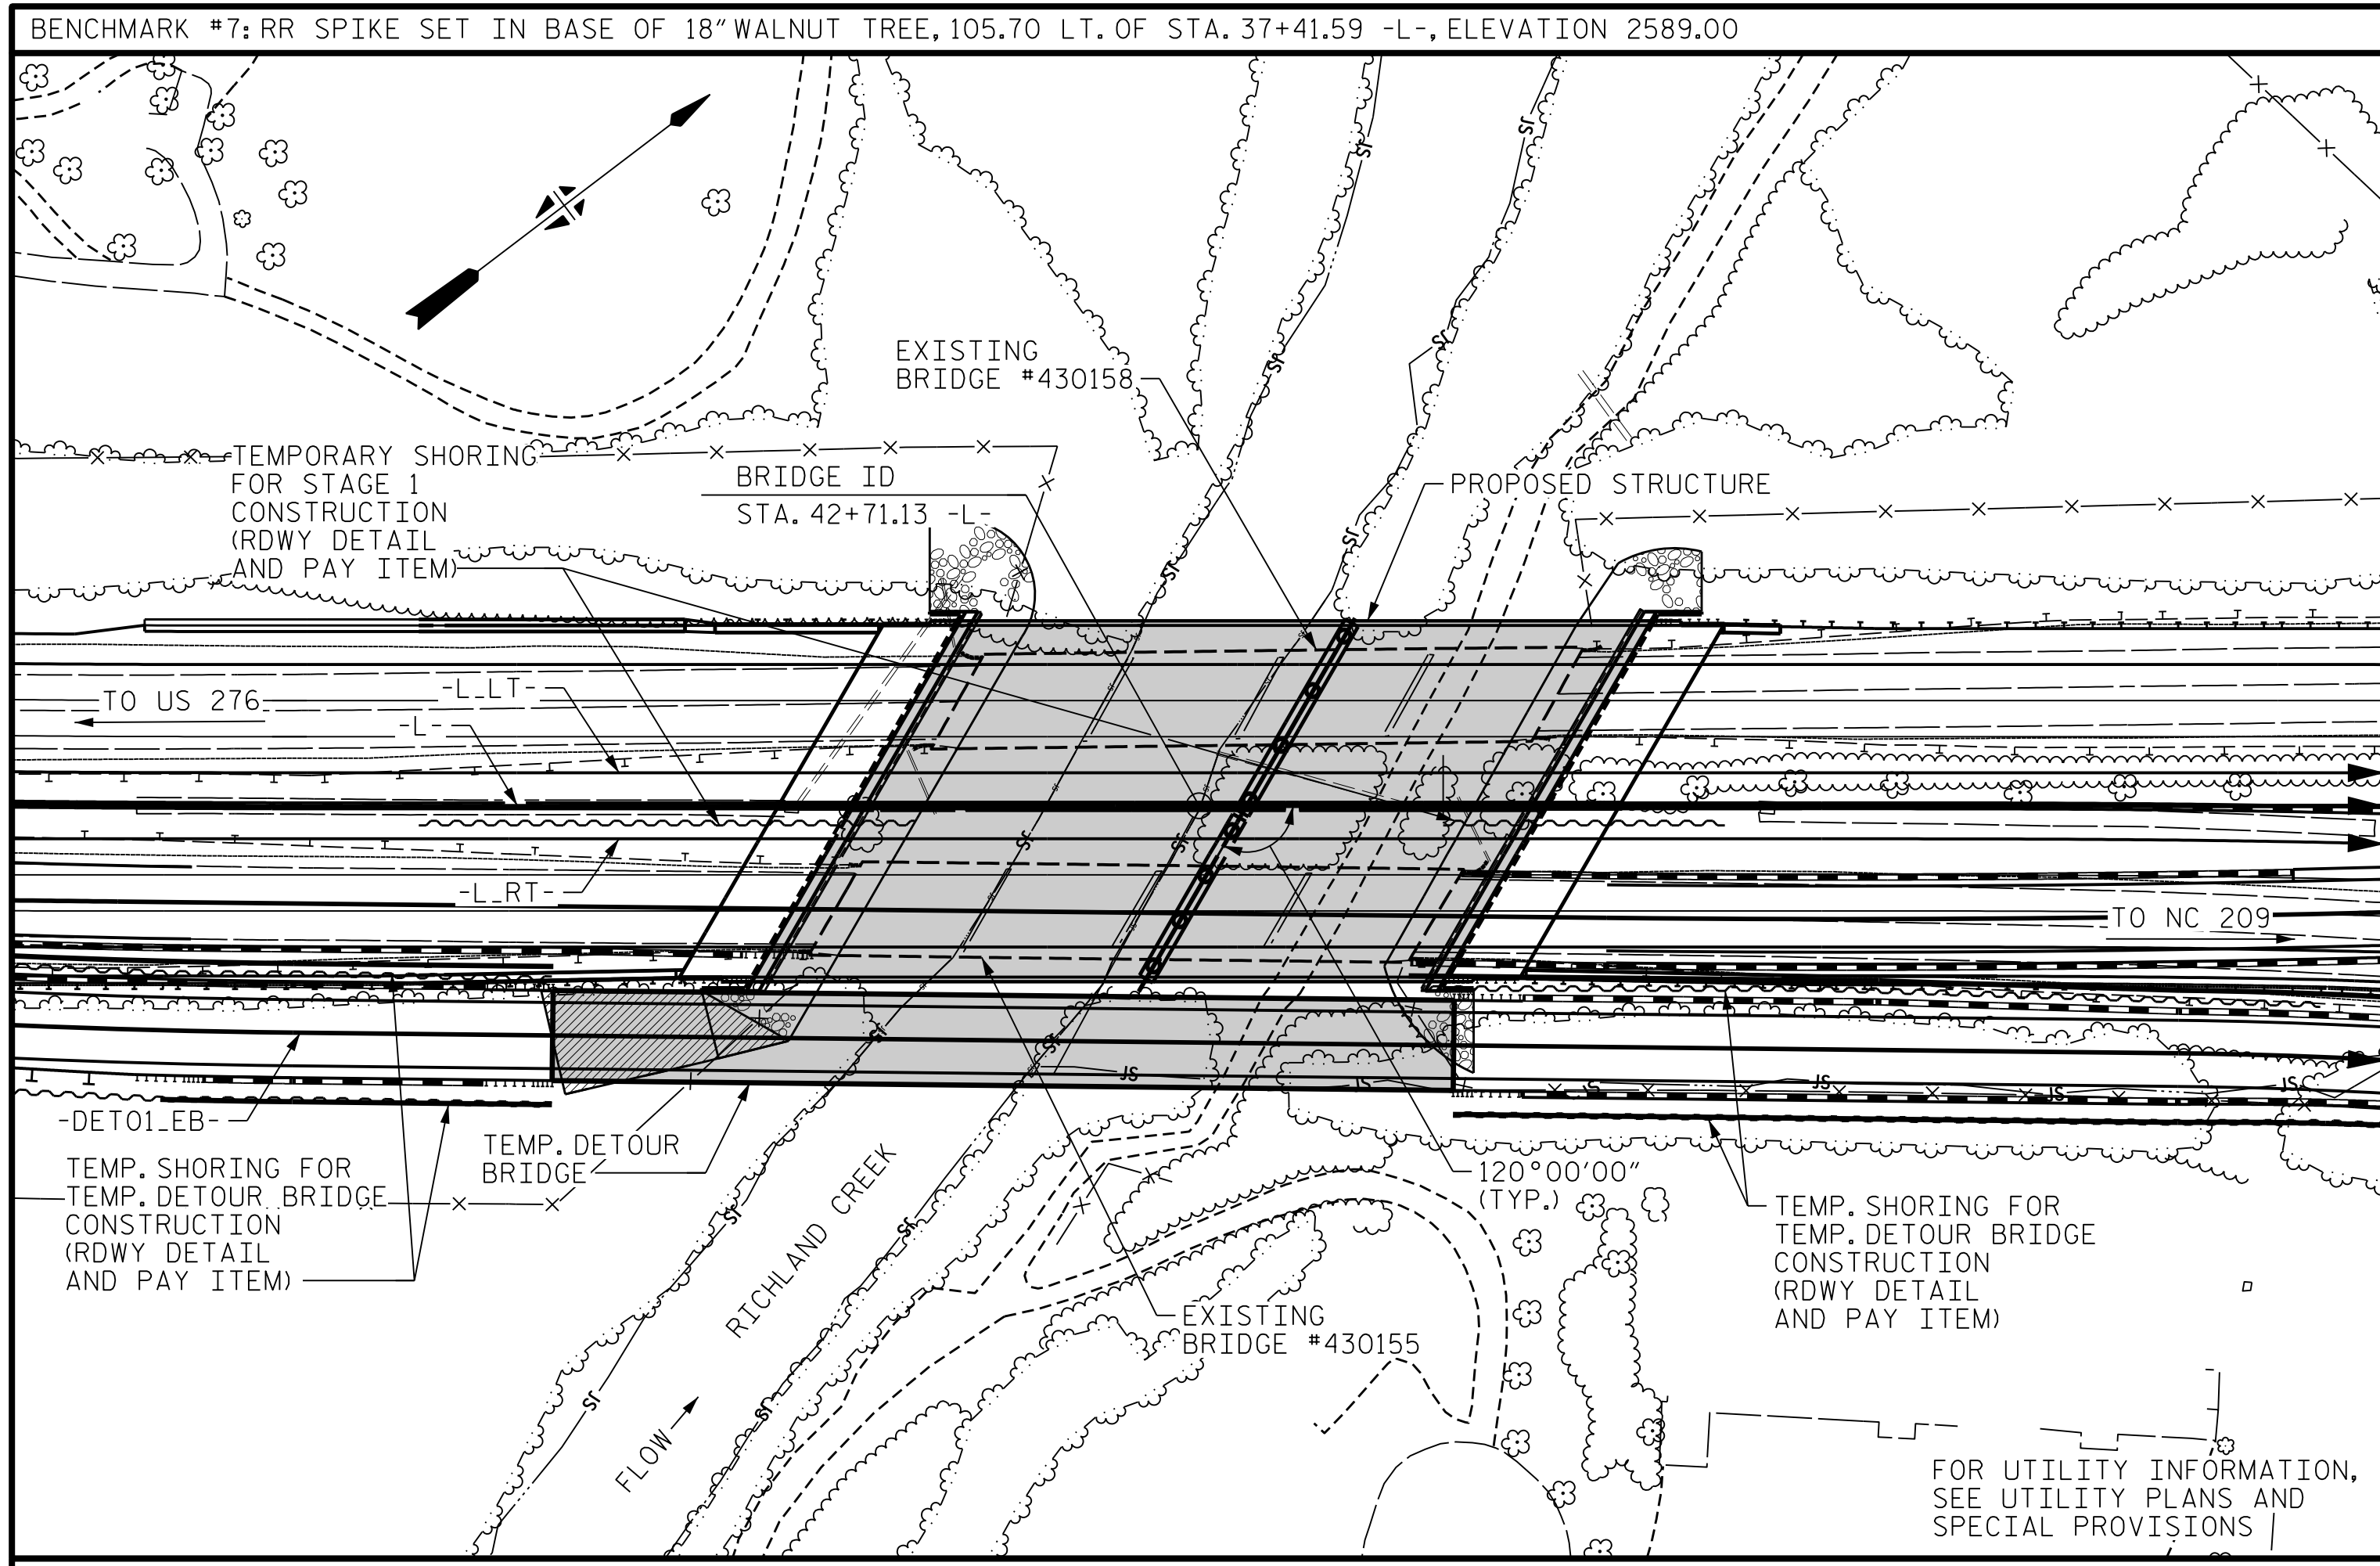 BENCHMARK #7: RR SPIKE SET IN BASE OF 18" WALNUT TREE, 105.70 LT. OF STA. 37+41.59 -L-, ELEVATION 2589.00
EXISTING
BRIDGE #430158
TEMPORARY SHORING
FOR STAGE 1
CONSTRUCTION
(RDWY DETAIL
AND PAY ITEM)
BRIDGE ID
STA. 42+71.13 -L-
PROPOSED STRUCTURE
TO US 276
-L_LT-
-L-
-L_RT-
TO NC 209
-DET01_EB-
TEMP. SHORING FOR
TEMP. DETOUR BRIDGE
CONSTRUCTION
(RDWY DETAIL
AND PAY ITEM)
TEMP. DETOUR
BRIDGE
RICHLAND CREEK
FLOW
120°00'00"
(TYP.)
EXISTING
BRIDGE #430155
TEMP. SHORING FOR
TEMP. DETOUR BRIDGE
CONSTRUCTION
(RDWY DETAIL
AND PAY ITEM)
FOR UTILITY INFORMATION,
SEE UTILITY PLANS AND
SPECIAL PROVISIONS